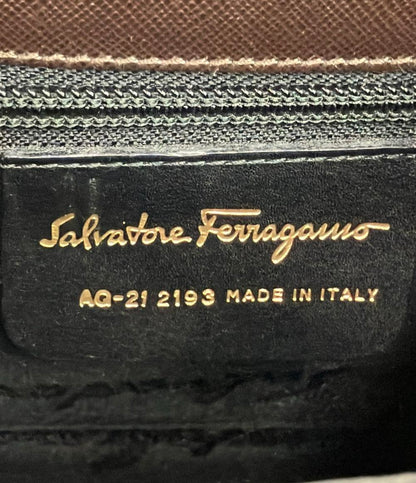 Salvatore Ferragamo
AQ-21 2193 MADE IN ITALY